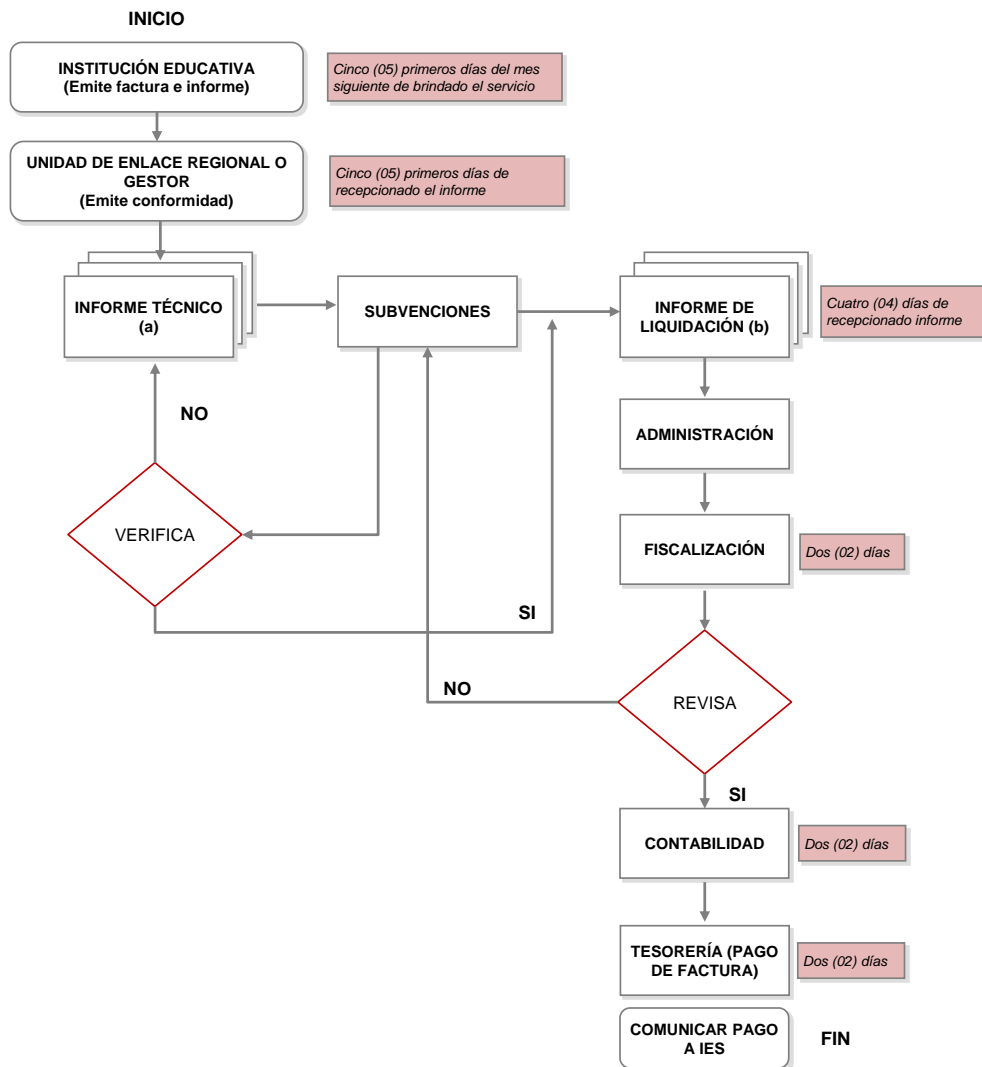 INICIO
INSTITUCIÓN EDUCATIVA
(Emite factura e informe)
Cinco (05) primeros días del mes
siguiente de brindado el servicio
UNIDAD DE ENLACE REGIONAL O
GESTOR
(Emite conformidad)
Cinco (05) primeros días de
recepcionado el informe
INFORME TÉCNICO
(a)
SUBVENCIONES
INFORME DE
LIQUIDACIÓN (b)
Cuatro (04) días de
recepcionado informe
NO
ADMINISTRACIÓN
VERIFICA
FISCALIZACIÓN
Dos (02) días
SI
NO
REVISA
SI
CONTABILIDAD
Dos (02) días
TESORERÍA (PAGO
DE FACTURA)
Dos (02) días
COMUNICAR PAGO
A IES
FIN